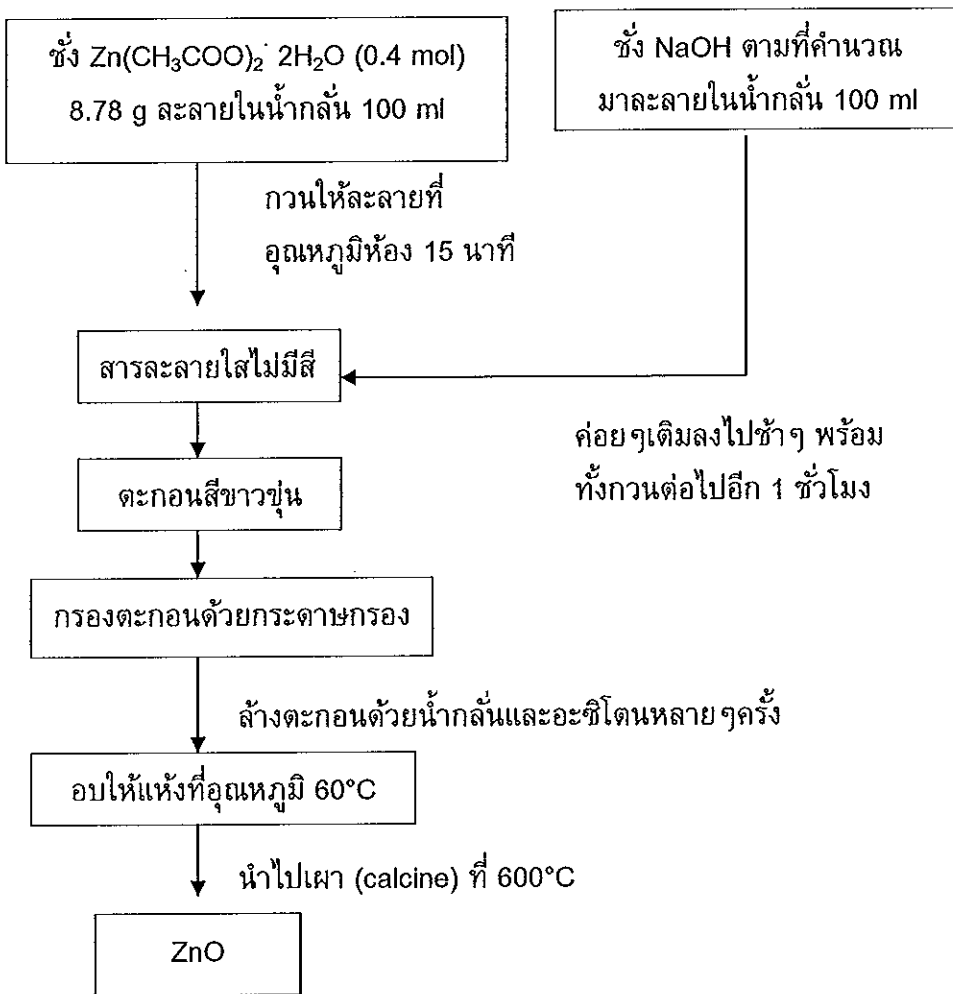 ชั่ง Zn(CH₃COO)₂ 2H₂O (0.4 mol)
8.78 g ละลายในน้ำกลั่น 100 ml
ชั่ง NaOH ตามที่คำนวณ
มาละลายในน้ำกลั่น 100 ml
กวนให้ละลายที่
อุณหภูมิห้อง 15 นาที
สารละลายใสไม่มีสี
ค่อยๆเติมลงไปช้าๆ พร้อม
ทั้งกวนต่อไปอีก 1 ชั่วโมง
ตะกอนสีขาวขุ่น
กรองตะกอนด้วยกระดาษกรอง
ล้างตะกอนด้วยน้ำกลั่นและอะซิโตนหลายๆครั้ง
อบให้แห้งที่อุณหภูมิ 60°C
นำไปเผา (calcine) ที่ 600°C
ZnO